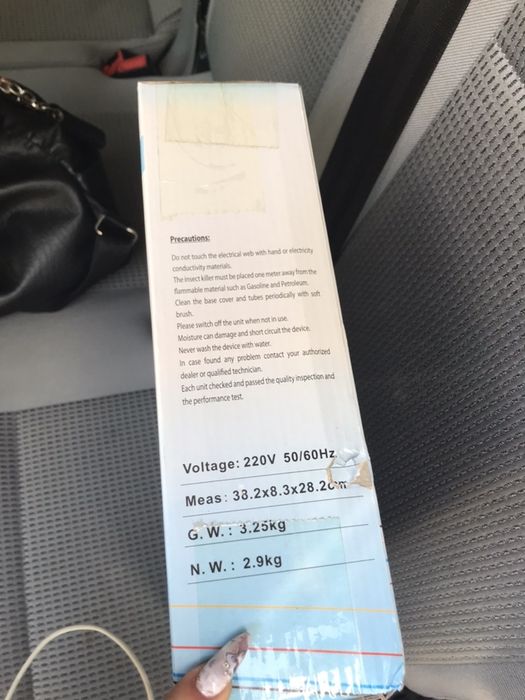 Precautions:
Do not touch the electrical web with hand or electricity
conductivity materials.
The insect killer must be placed one meter away from the
flammable material such as Gasoline and Petroleum.
Clean the base cover and tubes periodically with soft
brush.
Please switch off the unit when not in use.
Moisture can damage and short circuit the device.
Never wash the device with water.
In case found any problem contact your authorized
dealer or qualified technician.
Each unit checked and passed the quality inspection and
the performance test.
Voltage: 220V 50/60Hz
Meas: 38.2x8.3x28.2cm
G.W.: 3.25kg
N.W.: 2.9kg